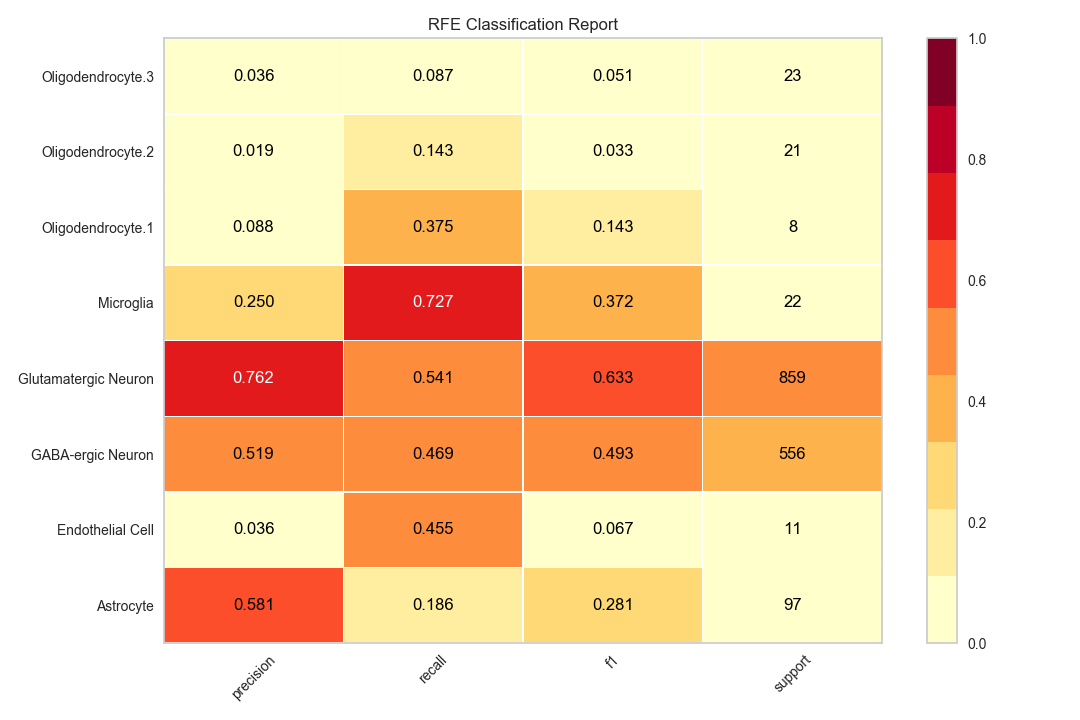 RFE Classification Report
Oligodendrocyte.3 0.036 0.087 0.051 23
Oligodendrocyte.2 0.019 0.143 0.033 21
Oligodendrocyte.1 0.088 0.375 0.143 8
Microglia 0.250 0.727 0.372 22
Glutamatergic Neuron 0.762 0.541 0.633 859
GABA-ergic Neuron 0.519 0.469 0.493 556
Endothelial Cell 0.036 0.455 0.067 11
Astrocyte 0.581 0.186 0.281 97
precision recall f1 support
1.0
0.8
0.6
0.4
0.2
0.0